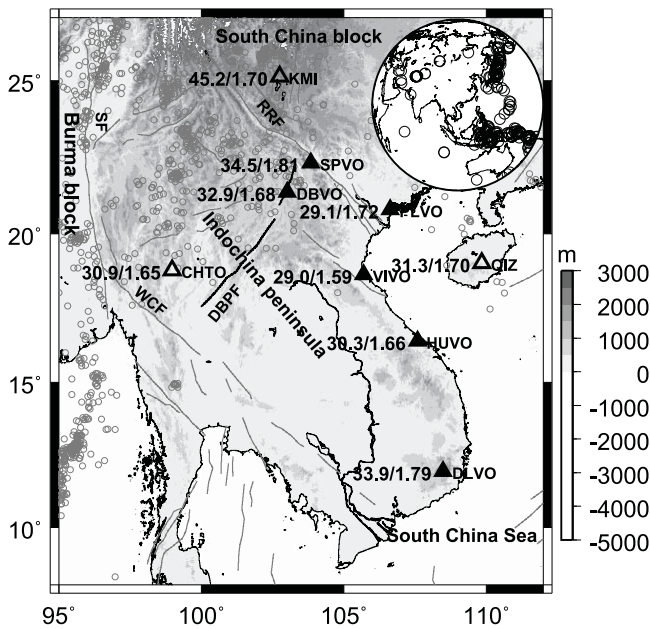 South China block
25°
45.2/1.70 KMI
RRF
SF
Burma block
34.5/1.81 SPVO
32.9/1.68 DBVO
29.1/1.72 PLVO
20°
Indochina peninsula
31.3/1.70 QIZ
30.9/1.65 CHTO
29.0/1.59 VIVO
WCF
DBPF
30.3/1.66 HUVO
15°
33.9/1.79 DLVO
10°
South China Sea
95° 100° 105° 110°
m
3000
2000
1000
0
-1000
-2000
-3000
-4000
-5000